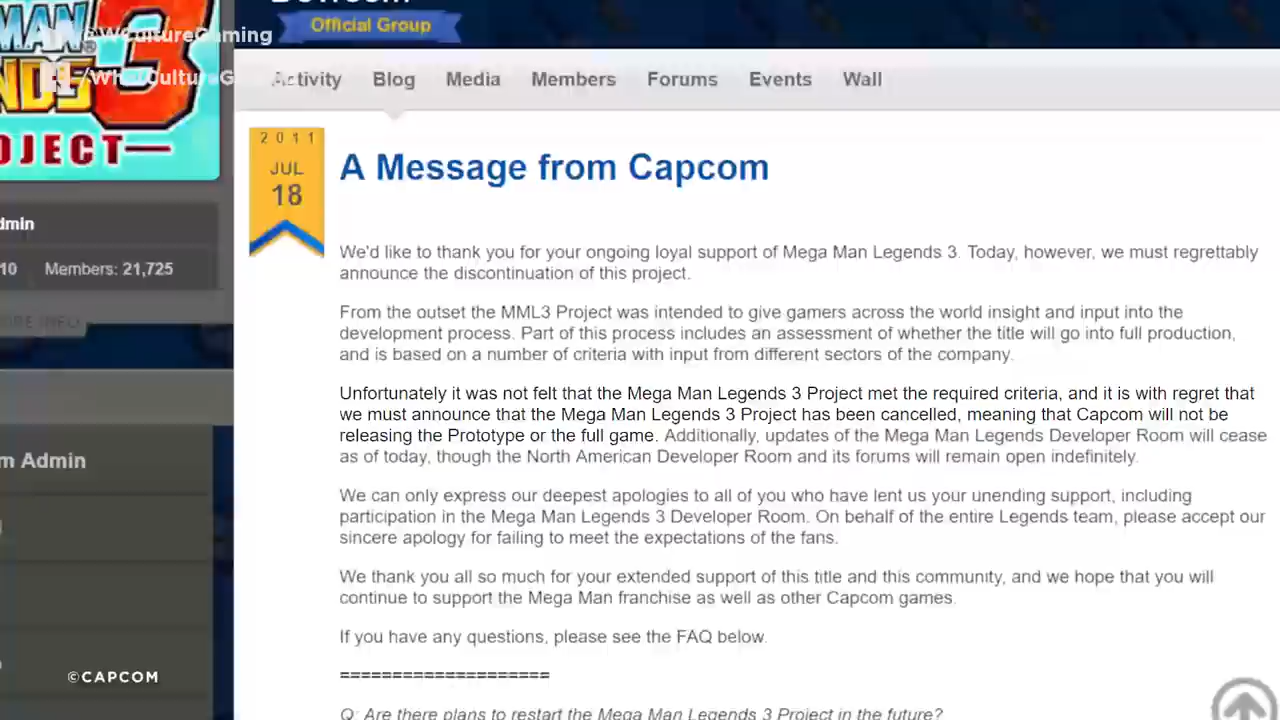 @WCultureGaming
Official Group
MAN
3
Activity Blog Media Members Forums Events Wall
2011
JUL
18
A Message from Capcom
We'd like to thank you for your ongoing loyal support of Mega Man Legends 3. Today, however, we must regrettably
announce the discontinuation of this project.
From the outset the MML3 Project was intended to give gamers across the world insight and input into the
development process. Part of this process includes an assessment of whether the title will go into full production,
and is based on a number of criteria with input from different sectors of the company.
Unfortunately it was not felt that the Mega Man Legends 3 Project met the required criteria, and it is with regret that
we must announce that the Mega Man Legends 3 Project has been cancelled, meaning that Capcom will not be
releasing the Prototype or the full game. Additionally, updates of the Mega Man Legends Developer Room will cease
as of today, though the North American Developer Room and its forums will remain open indefinitely.
We can only express our deepest apologies to all of you who have lent us your unending support, including
participation in the Mega Man Legends 3 Developer Room. On behalf of the entire Legends team, please accept our
sincere apology for failing to meet the expectations of the fans.
We thank you all so much for your extended support of this title and this community, and we hope that you will
continue to support the Mega Man franchise as well as other Capcom games.
If you have any questions, please see the FAQ below.
====================
Q: Are there plans to restart the Mega Man Legends 3 Project in the future?
NDS
OJECT
dmin
10 Members: 21,725
ORE INFO
m Admin
©CAPCOM